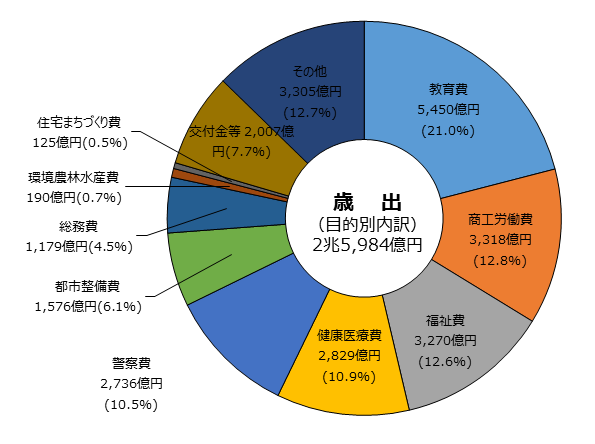 歳　出
（目的別内訳）
2兆5,984億円
教育費
5,450億円
(21.0%)
商工労働費
3,318億円
(12.8%)
福祉費
3,270億円
(12.6%)
健康医療費
2,829億円
(10.9%)
警察費
2,736億円
(10.5%)
都市整備費
1,576億円(6.1%)
総務費
1,179億円(4.5%)
環境農林水産費
190億円(0.7%)
住宅まちづくり費
125億円(0.5%)
交付金等 2,007億
円(7.7%)
その他
3,305億円
(12.7%)